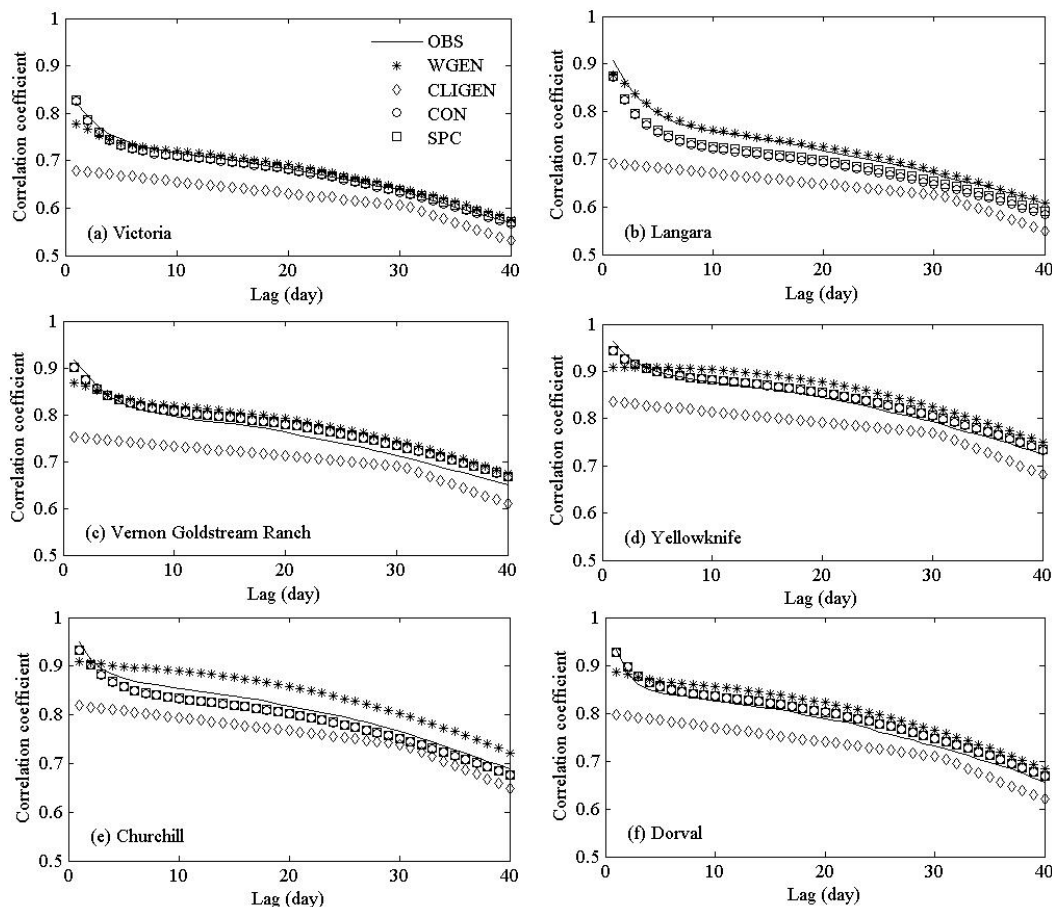 1
0.9
0.8
0.7
0.6
0.5
Correlation coefficient
OBS
WGEN
CLIGEN
CON
SPC
(a) Victoria
0 10 20 30 40
Lag (day)
1
0.9
0.8
0.7
0.6
0.5
Correlation coefficient
(b) Langara
0 10 20 30 40
Lag (day)
1
0.9
0.8
0.7
0.6
0.5
Correlation coefficient
(c) Vernon Goldstream Ranch
0 10 20 30 40
Lag (day)
1
0.9
0.8
0.7
0.6
0.5
Correlation coefficient
(d) Yellowknife
0 10 20 30 40
Lag (day)
1
0.9
0.8
0.7
0.6
0.5
Correlation coefficient
(e) Churchill
0 10 20 30 40
Lag (day)
1
0.9
0.8
0.7
0.6
0.5
Correlation coefficient
(f) Dorval
0 10 20 30 40
Lag (day)